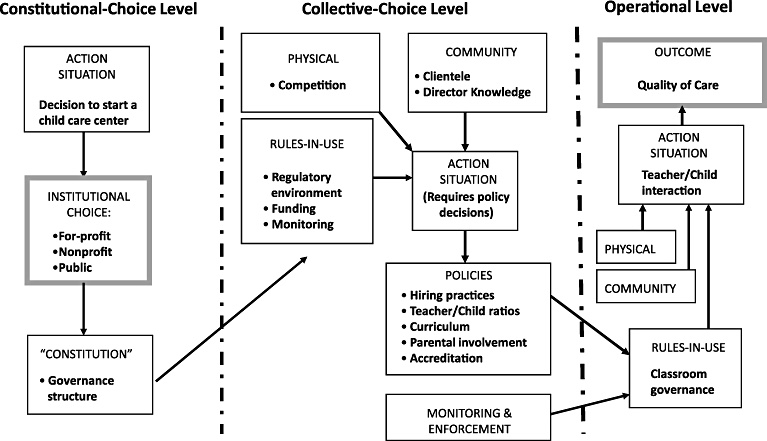 Constitutional-Choice Level
ACTION
SITUATION
Decision to start a
child care center
INSTITUTIONAL
CHOICE:
•For-profit
•Nonprofit
•Public
“CONSTITUTION”
• Governance
structure
Collective-Choice Level
PHYSICAL
• Competition
COMMUNITY
• Clientele
• Director Knowledge
RULES-IN-USE
• Regulatory
environment
• Funding
• Monitoring
ACTION
SITUATION
(Requires policy
decisions)
POLICIES
• Hiring practices
• Teacher/Child ratios
• Curriculum
• Parental involvement
• Accreditation
MONITORING &
ENFORCEMENT
Operational Level
OUTCOME
Quality of Care
ACTION
SITUATION
Teacher/Child
interaction
PHYSICAL
COMMUNITY
RULES-IN-USE
Classroom
governance